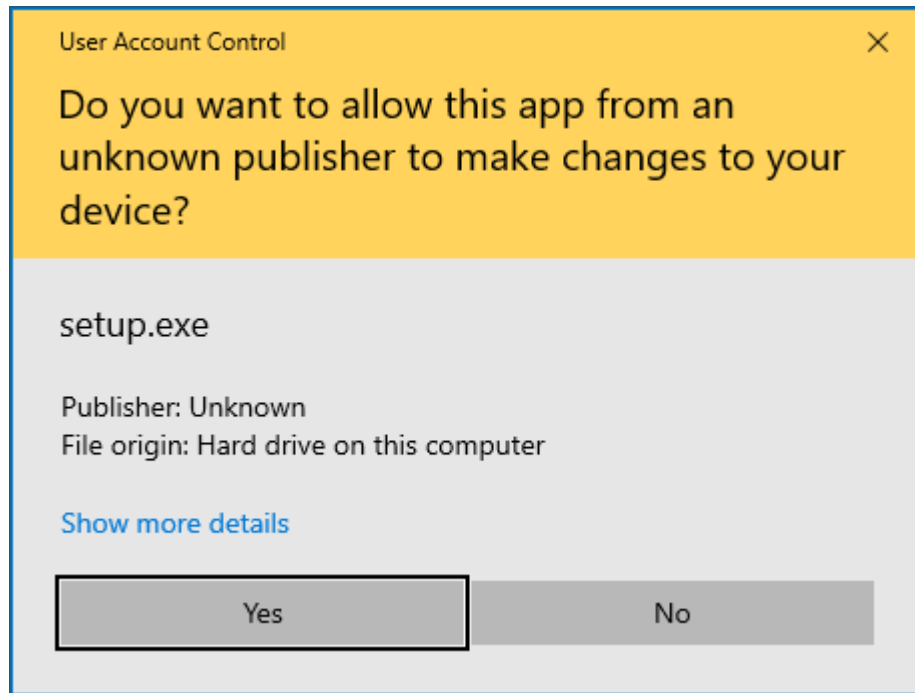 User Account Control
Do you want to allow this app from an
unknown publisher to make changes to your
device?
setup.exe
Publisher: Unknown
File origin: Hard drive on this computer
Show more details
Yes
No